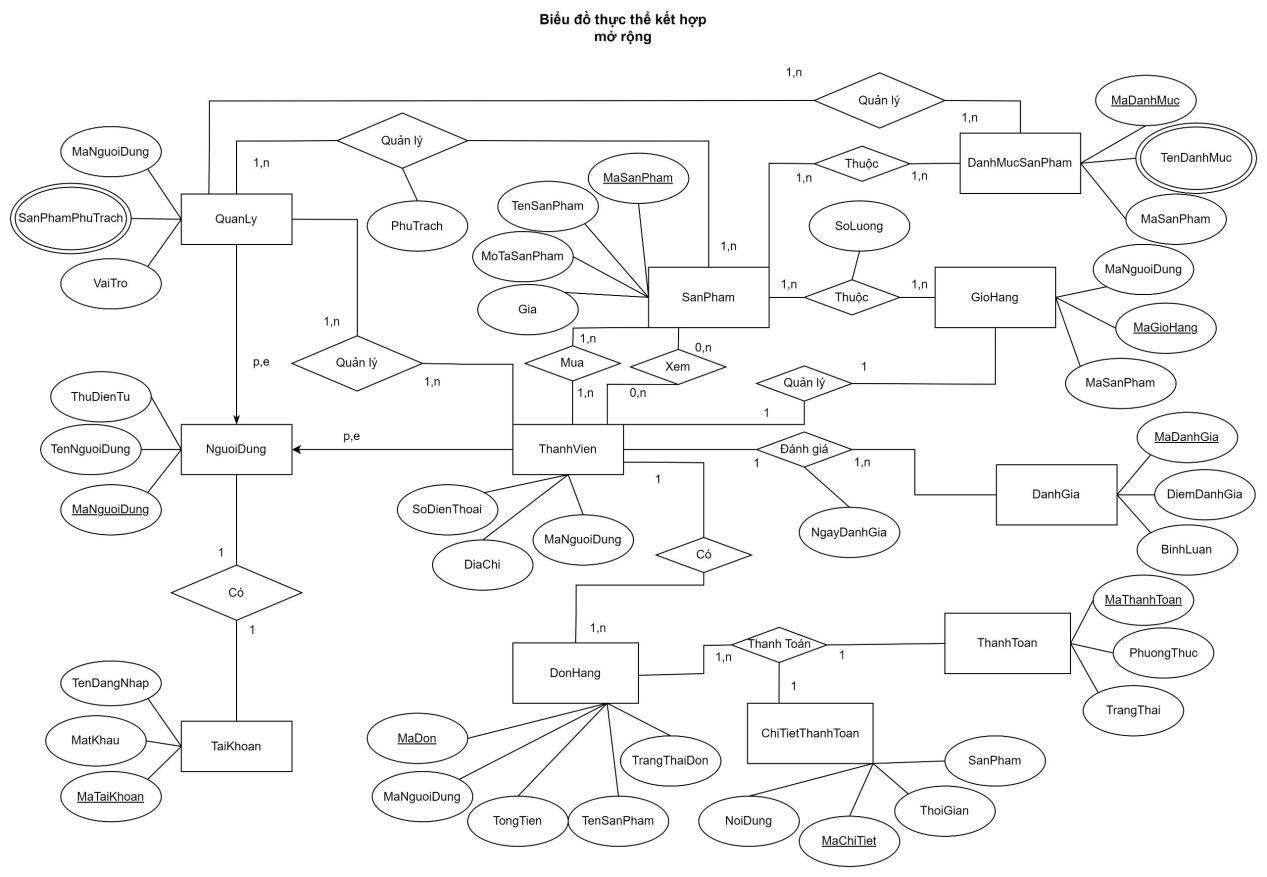 Biểu đồ thực thể kết hợp
mở rộng
1,n
Quản lý
MaDanhMuc
1,n
Quản lý
MaNguoiDung
1,n
Thuộc
DanhMucSanPham
TenDanhMuc
MaSanPham
1,n
1,n
TenSanPham
SanPhamPhuTrach
QuanLy
PhuTrach
SoLuong
MaSanPham
1,n
MoTaSanPham
MaNguoiDung
VaiTro
1,n
1,n
SanPham
Thuộc
GioHang
Gia
1,n
MaGioHang
1,n
0,n
p,e
Quản lý
Mua
Xem
1
1,n
Quản lý
MaSanPham
1,n
0,n
ThuDienTu
1
p,e
MaDanhGia
TenNguoiDung
NguoiDung
ThanhVien
Đánh giá
1
1,n
1
DanhGia
DiemDanhGia
MaNguoiDung
SoDienThoai
NgayDanhGia
MaNguoiDung
BinhLuan
1
Có
DiaChi
Có
MaThanhToan
1
1,n
Thanh Toán
ThanhToan
1,n
1
PhuongThuc
DonHang
TenDangNhap
1
TrangThai
MatKhau
TaiKhoan
MaDon
ChiTietThanhToan
TrangThaiDon
SanPham
MaTaiKhoan
MaNguoiDung
ThoiGian
TongTien
TenSanPham
NoiDung
MaChiTiet